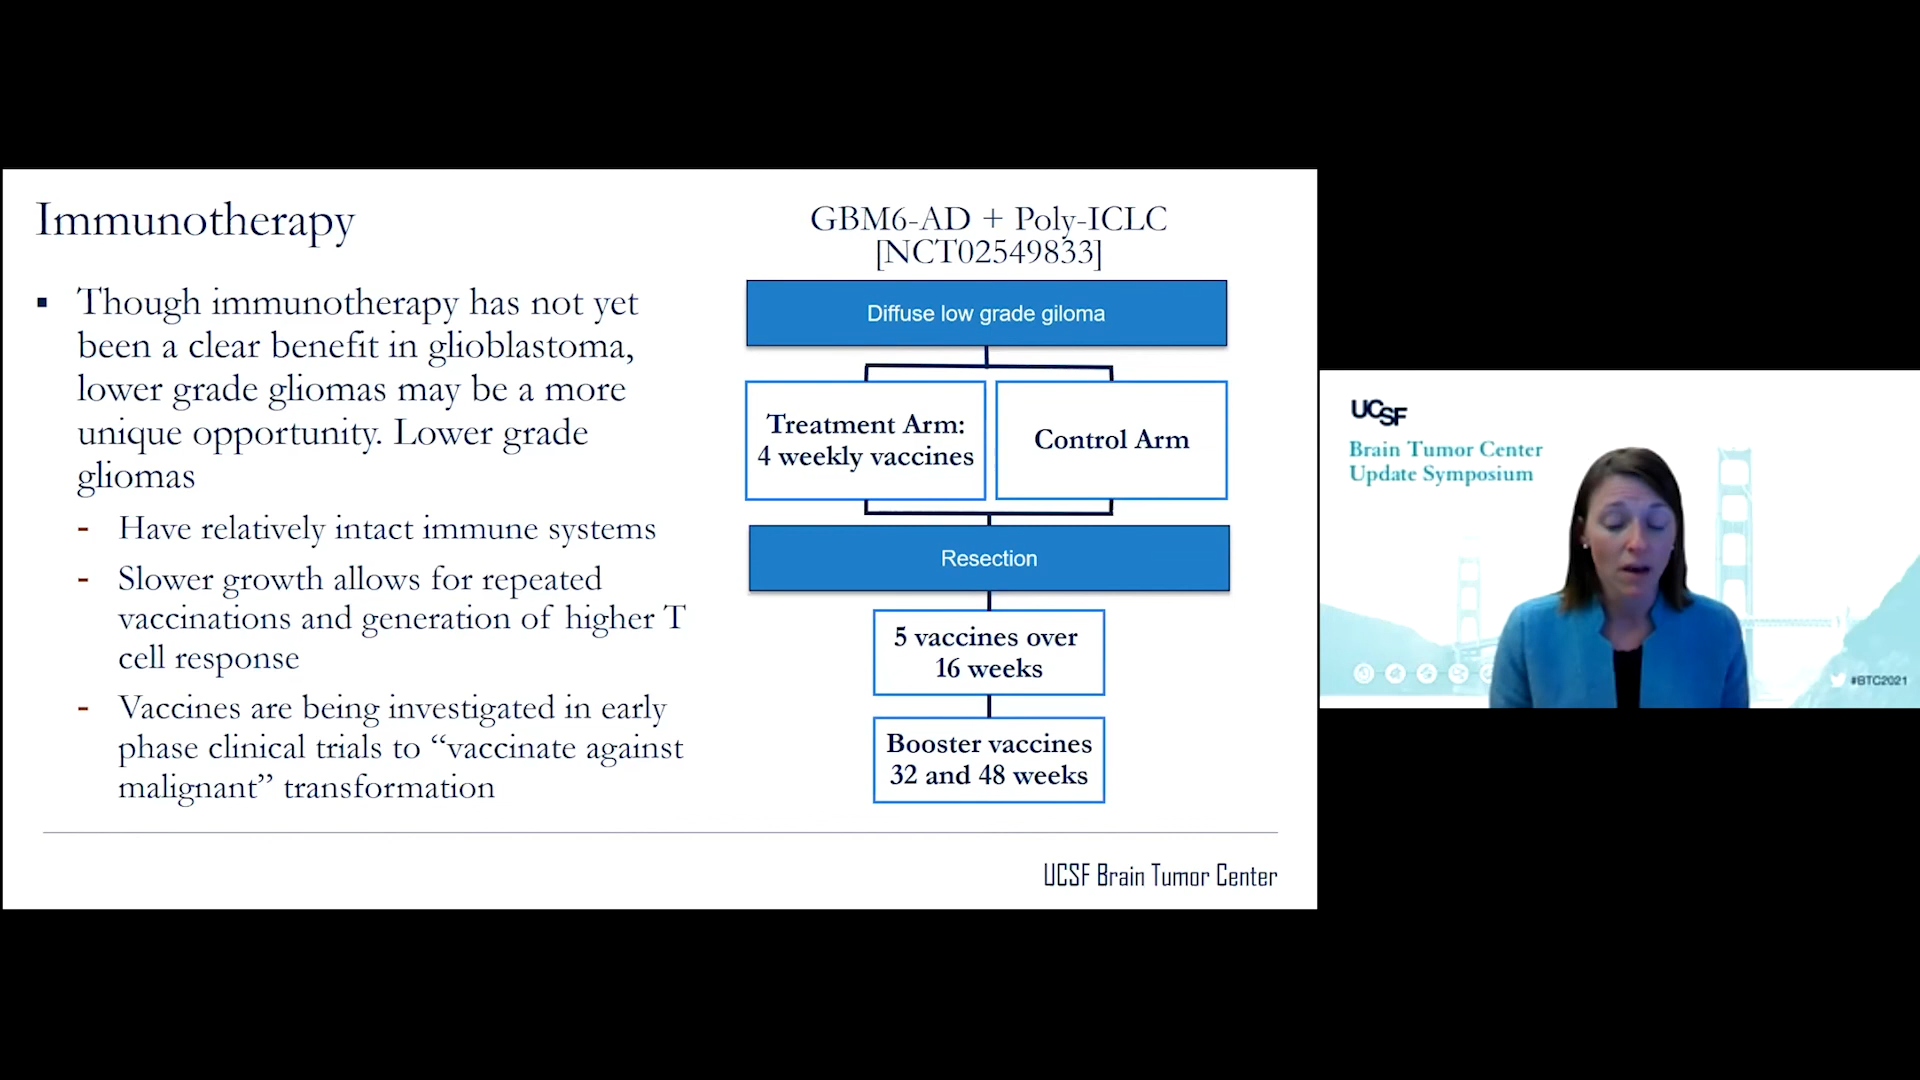 Immunotherapy
▪ Though immunotherapy has not yet
been a clear benefit in glioblastoma,
lower grade gliomas may be a more
unique opportunity. Lower grade
gliomas
- Have relatively intact immune systems
- Slower growth allows for repeated
vaccinations and generation of higher T
cell response
- Vaccines are being investigated in early
phase clinical trials to “vaccinate against
malignant” transformation
GBM6-AD + Poly-ICLC
[NCT02549833]
Diffuse low grade giloma
Treatment Arm:
4 weekly vaccines
Control Arm
Resection
5 vaccines over
16 weeks
Booster vaccines
32 and 48 weeks
UCSF Brain Tumor Center
UCSF
Brain Tumor Center
Update Symposium
#BTC2021